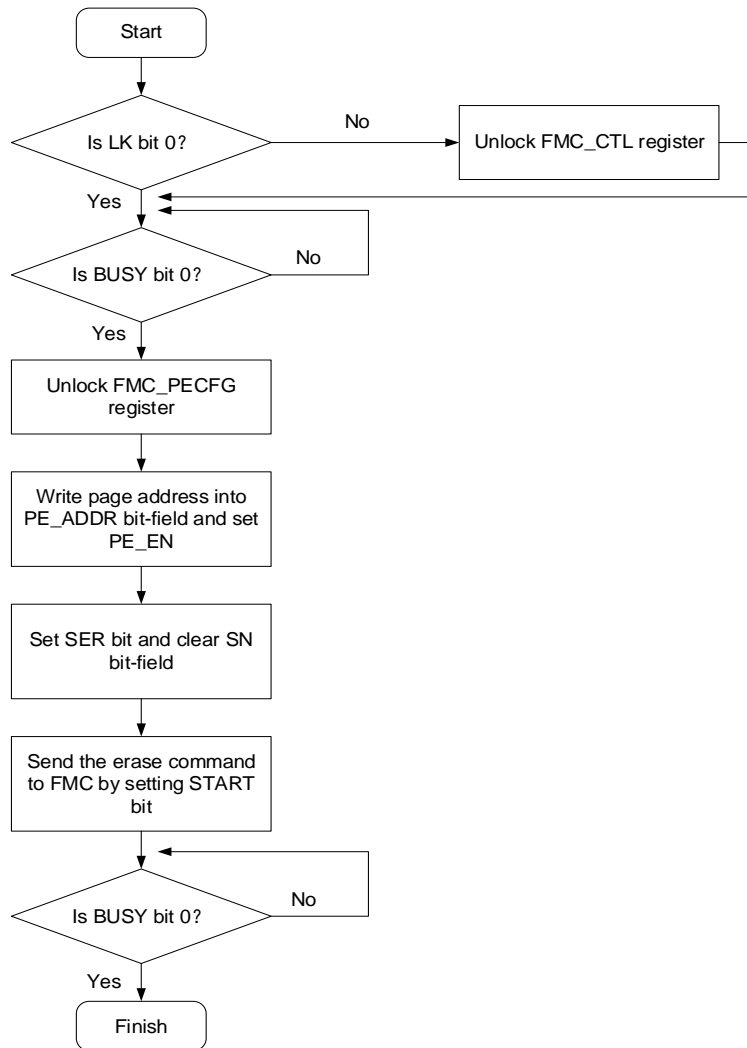 Start
Is LK bit 0?
No
Unlock FMC_CTL register
Yes
Is BUSY bit 0?
No
Yes
Unlock FMC_PECFG
register
Write page address into
PE_ADDR bit-field and set
PE_EN
Set SER bit and clear SN
bit-field
Send the erase command
to FMC by setting START
bit
Is BUSY bit 0?
No
Yes
Finish